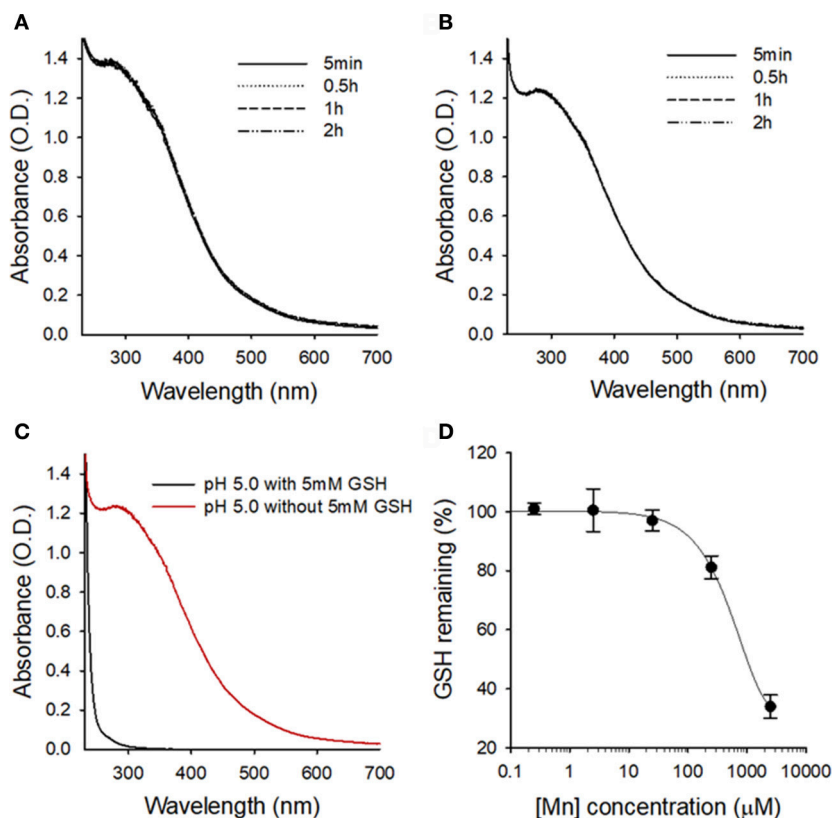 A
1.4
1.2
1.0
0.8
0.6
0.4
0.2
0.0
Absorbance (O.D.)
5min
0.5h
1h
2h
300 400 500 600 700
Wavelength (nm)
B
1.4
1.2
1.0
0.8
0.6
0.4
0.2
0.0
Absorbance (O.D.)
5min
0.5h
1h
2h
300 400 500 600 700
Wavelength (nm)
C
1.4
1.2
1.0
0.8
0.6
0.4
0.2
0.0
Absorbance (O.D.)
pH 5.0 with 5mM GSH
pH 5.0 without 5mM GSH
300 400 500 600 700
Wavelength (nm)
D
120
100
80
60
40
20
GSH remaining (%)
0.1 1 10 100 1000 10000
[Mn] concentration (μM)